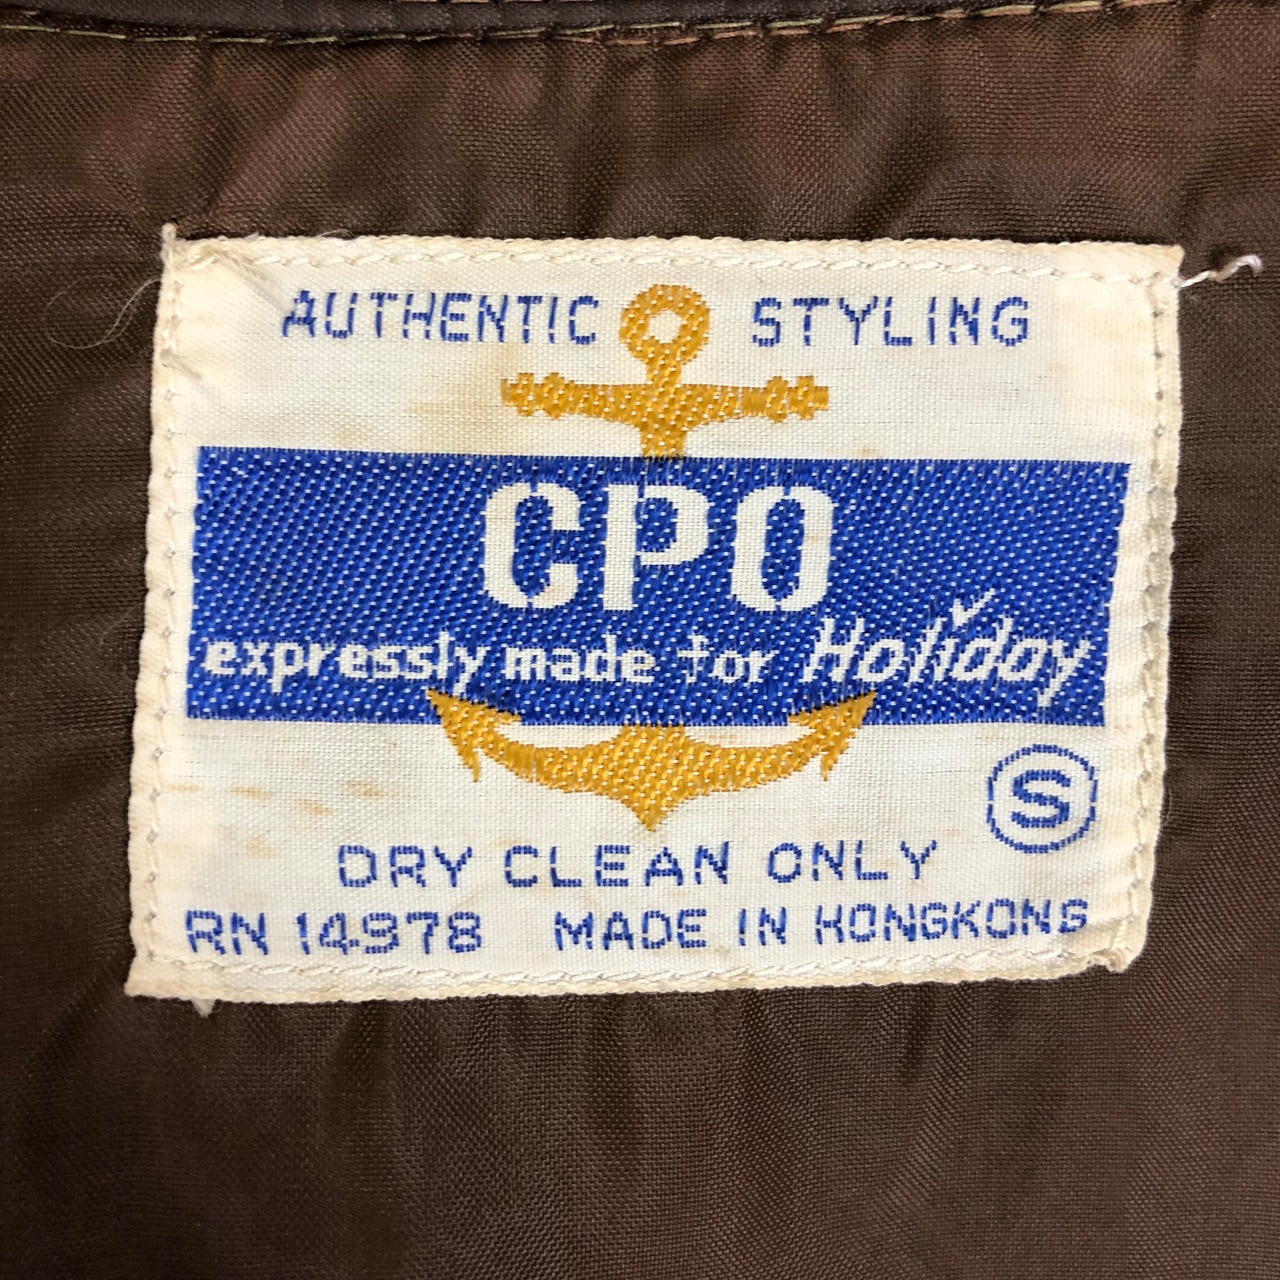 AUTHENTIC STYLING
CPO
expressly made for Holiday
S
DRY CLEAN ONLY
RN 14978 MADE IN HONGKONG